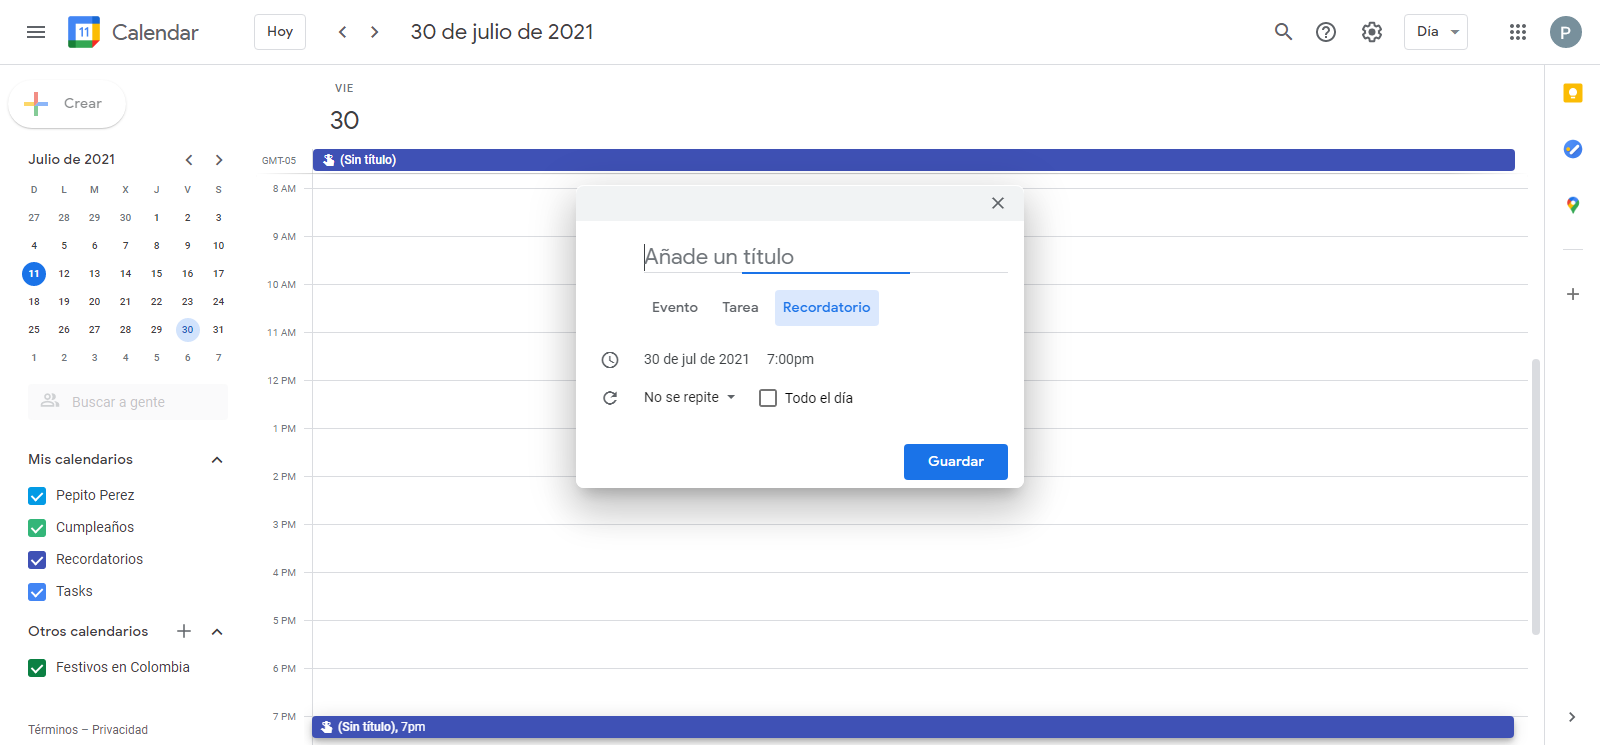 11 Calendar Hoy 30 de julio de 2021 Día P
Crear
VIE
30
Julio de 2021
GMT-05 (Sin título)
D L M X J V S
27 28 29 30 1 2 3
4 5 6 7 8 9 10
11 12 13 14 15 16 17
18 19 20 21 22 23 24
25 26 27 28 29 30 31
1 2 3 4 5 6 7
Buscar a gente
Mis calendarios
Pepito Perez
Cumpleaños
Recordatorios
Tasks
Otros calendarios
Festivos en Colombia
Términos – Privacidad
8 AM
9 AM
10 AM
11 AM
12 PM
1 PM
2 PM
3 PM
4 PM
5 PM
6 PM
7 PM (Sin título), 7pm
Añade un título
Evento Tarea Recordatorio
30 de jul de 2021 7:00pm
No se repite Todo el día
Guardar